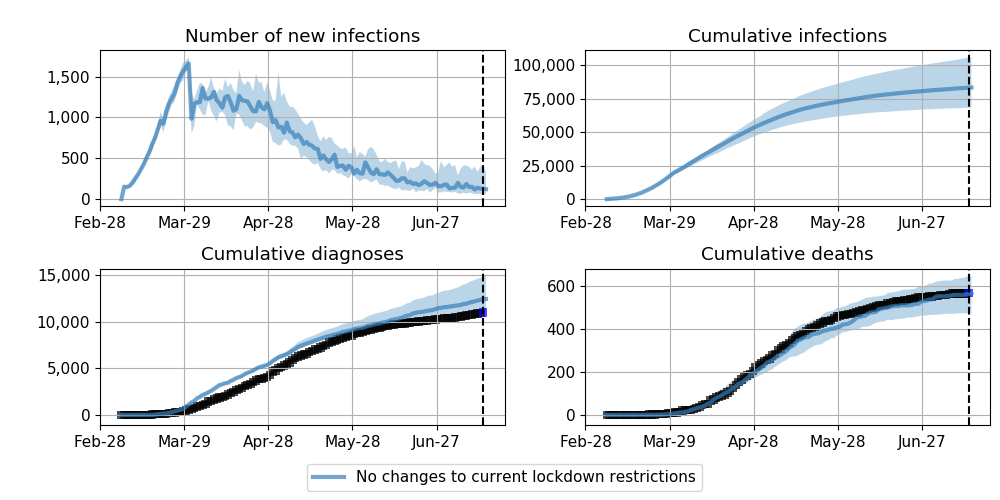 Number of new infections
1,500
1,000
500
0
Feb-28 Mar-29 Apr-28 May-28 Jun-27
Cumulative infections
100,000
75,000
50,000
25,000
0
Feb-28 Mar-29 Apr-28 May-28 Jun-27
Cumulative diagnoses
15,000
10,000
5,000
0
Feb-28 Mar-29 Apr-28 May-28 Jun-27
Cumulative deaths
600
400
200
0
Feb-28 Mar-29 Apr-28 May-28 Jun-27
No changes to current lockdown restrictions